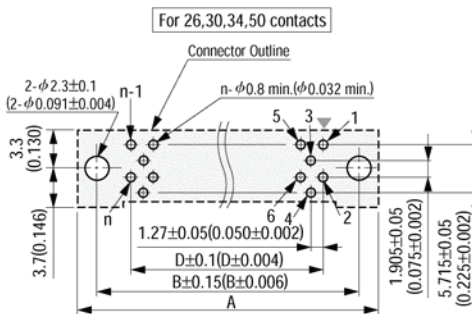 For 26,30,34,50 contacts
Connector Outline
2-ϕ2.3±0.1
(2-ϕ0.091±0.004)
n-1
n-ϕ0.8 min.(ϕ0.032 min.)
5
3
1
3.3
(0.130)
3.7(0.146)
n
6
4
2
1.27±0.05(0.050±0.002)
D±0.1(D±0.004)
B±0.15(B±0.006)
A
1.905±0.05
(0.075±0.002)
5.715±0.05
(0.225±0.002)